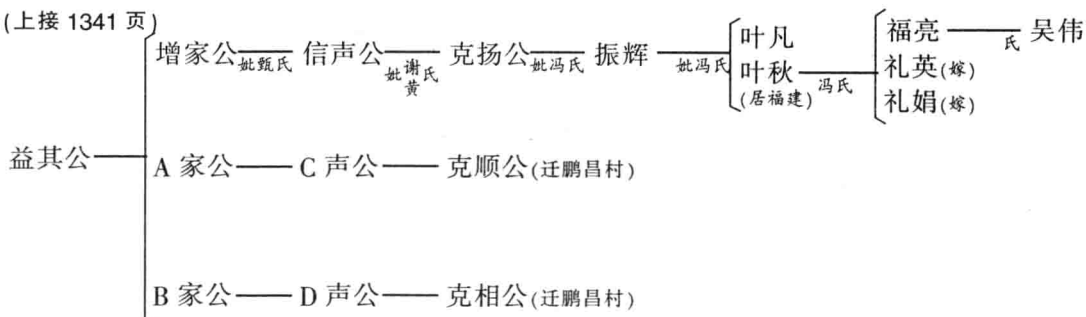 (上接 1341 页)
增家公 妣甄氏 信声公 妣谢黄氏 克扬公 妣冯氏 振辉 妣冯氏
叶凡
叶秋 冯氏
(居福建)
福亮 氏 吴伟
礼英(嫁)
礼娟(嫁)
益其公
A 家公 C 声公 克顺公(迁鹏昌村)
B 家公 D 声公 克相公(迁鹏昌村)